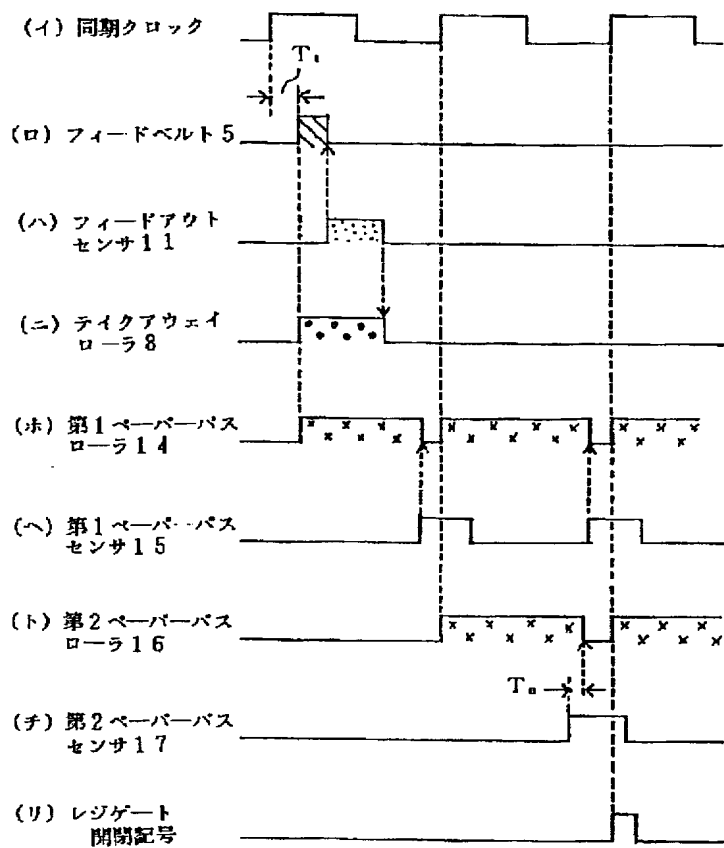 (イ) 同期クロック
T₁
(ロ) フィードベルト5
(ハ) フィードアウト
センサ11
(ニ) テイクアウェイ
ローラ8
(ホ) 第1ペーパーパス
ローラ14
(ヘ) 第1ペーパーパス
センサ15
(ト) 第2ペーパーパス
ローラ16
T
(チ) 第2ペーパーパス
センサ17
(リ) レジゲート
開閉記号